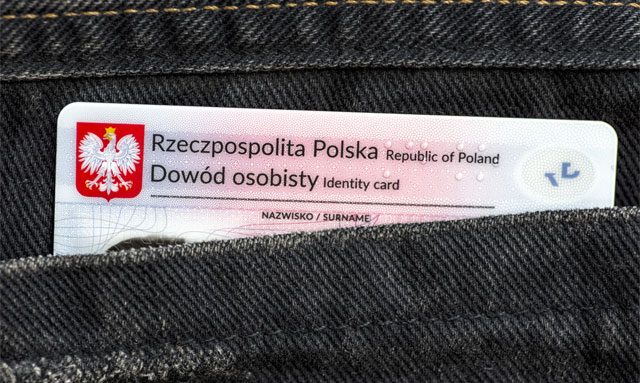 Rzeczpospolita Polska Republic of Poland
Dowód osobisty Identity card
NAZWISKO / SURNAME